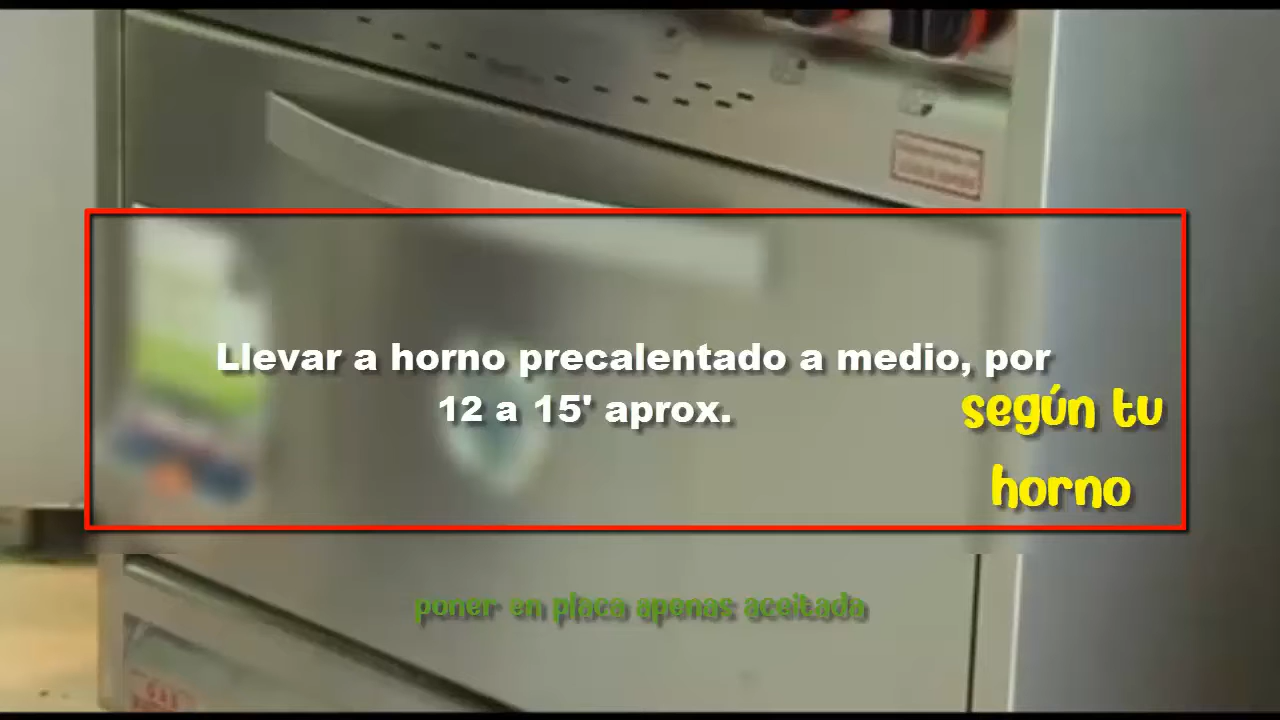 Llevar a horno precalentado a medio, por
12 a 15' aprox.
según tu
horno
poner en placa apenas aceitada